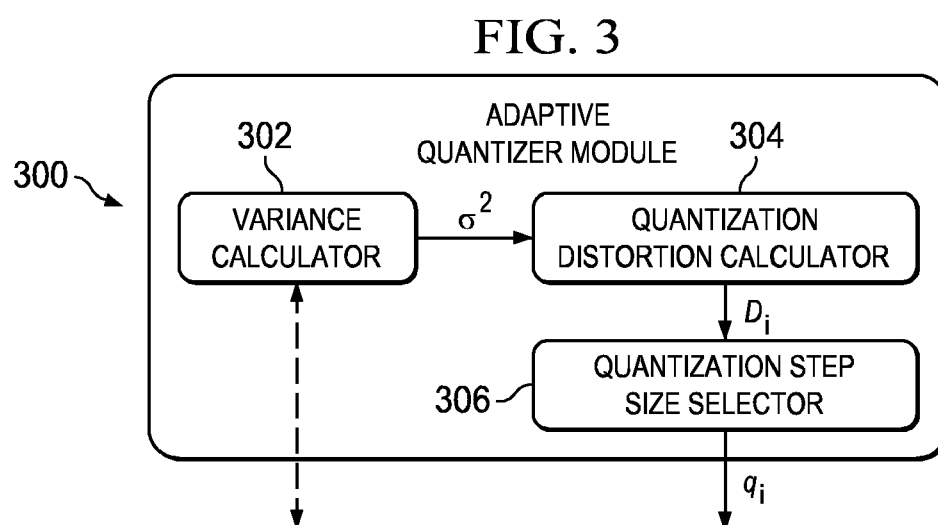 FIG. 3
ADAPTIVE
QUANTIZER MODULE
300
302
304
VARIANCE
CALCULATOR
σ²
QUANTIZATION
DISTORTION CALCULATOR
Di
306
QUANTIZATION STEP
SIZE SELECTOR
qi